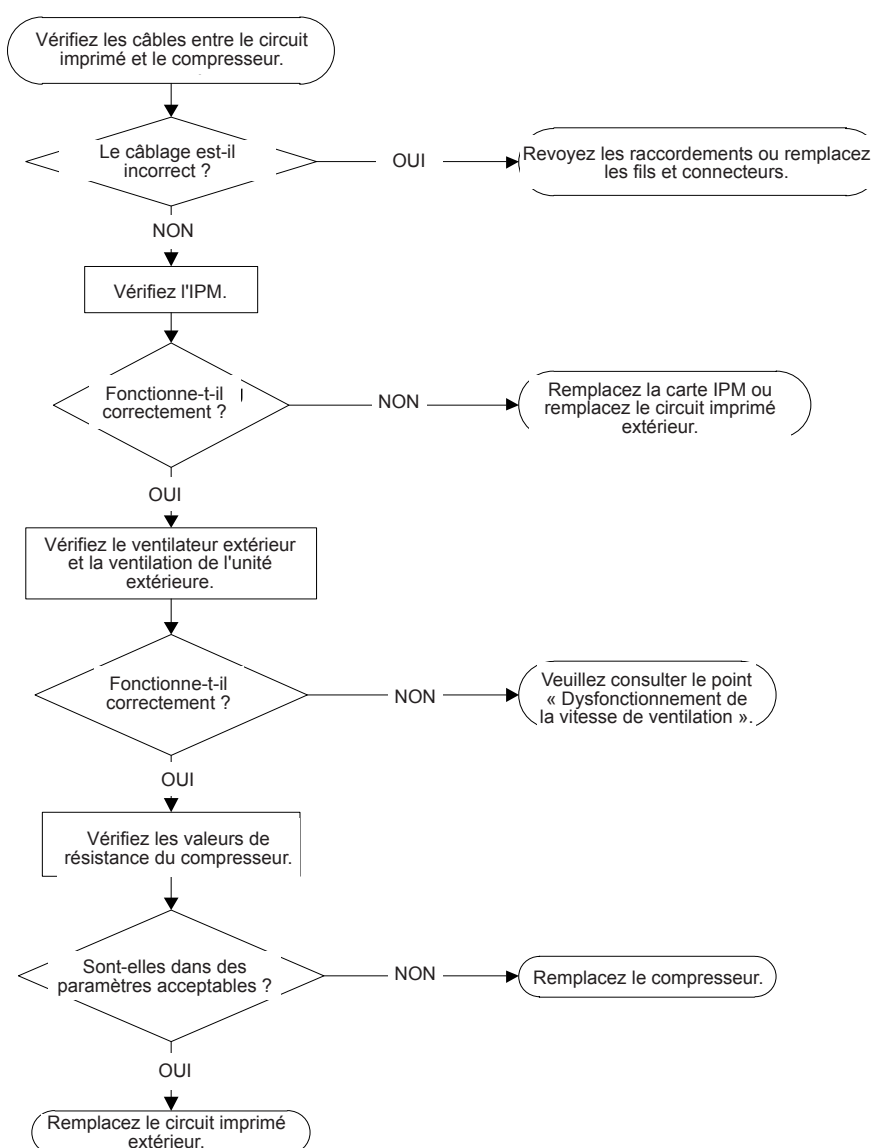 Vérifiez les câbles entre le circuit
imprimé et le compresseur.
Le câblage est-il
incorrect ?
OUI
Revoyez les raccordements ou remplacez
les fils et connecteurs.
NON
Vérifiez l'IPM.
Fonctionne-t-il
correctement ?
NON
Remplacez la carte IPM ou
remplacez le circuit imprimé
extérieur.
OUI
Vérifiez le ventilateur extérieur
et la ventilation de l'unité
extérieure.
Fonctionne-t-il
correctement ?
NON
Veuillez consulter le point
« Dysfonctionnement de
la vitesse de ventilation ».
OUI
Vérifiez les valeurs de
résistance du compresseur.
Sont-elles dans des
paramètres acceptables ?
NON
Remplacez le compresseur.
OUI
Remplacez le circuit imprimé
extérieur.